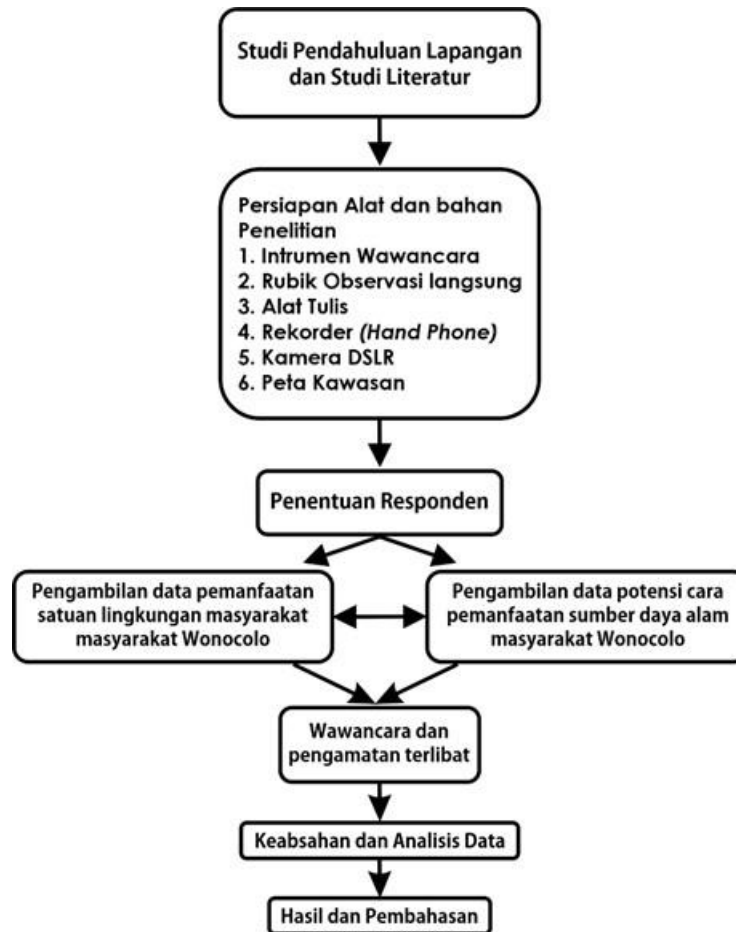 Studi Pendahuluan Lapangan
dan Studi Literatur
Persiapan Alat dan bahan
Penelitian
1. Intrumen Wawancara
2. Rubik Observasi langsung
3. Alat Tulis
4. Rekorder (Hand Phone)
5. Kamera DSLR
6. Peta Kawasan
Penentuan Responden
Pengambilan data pemanfaatan
satuan lingkungan masyarakat
masyarakat Wonocolo
Pengambilan data potensi cara
pemanfaatan sumber daya alam
masyarakat Wonocolo
Wawancara dan
pengamatan terlibat
Keabsahan dan Analisis Data
Hasil dan Pembahasan